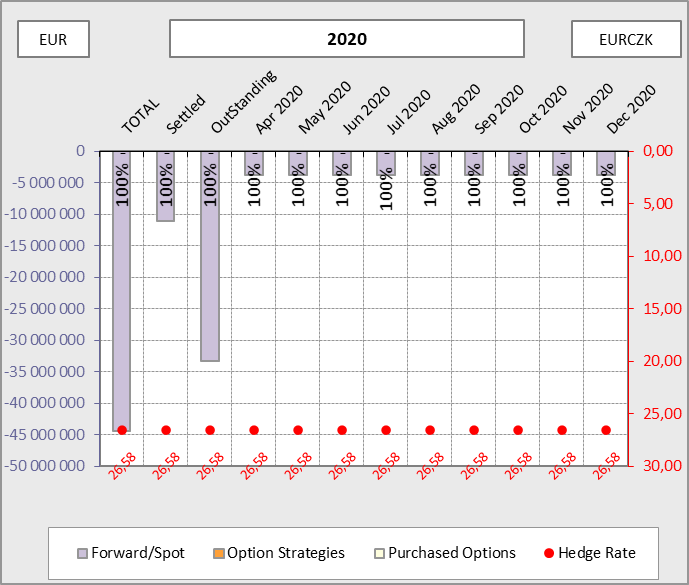 EUR
2020
EURCZK
TOTAL
Settled
OutStanding
Apr 2020
May 2020
Jun 2020
Jul 2020
Aug 2020
Sep 2020
Oct 2020
Nov 2020
Dec 2020
0
-5 000 000
-10 000 000
-15 000 000
-20 000 000
-25 000 000
-30 000 000
-35 000 000
-40 000 000
-45 000 000
-50 000 000
100%
100%
100%
100%
100%
100%
100%
100%
100%
100%
100%
100%
0,00
5,00
10,00
15,00
20,00
25,00
30,00
26,58
26,58
26,58
26,58
26,58
26,58
26,58
26,58
26,58
26,58
26,58
26,58
Forward/Spot
Option Strategies
Purchased Options
Hedge Rate